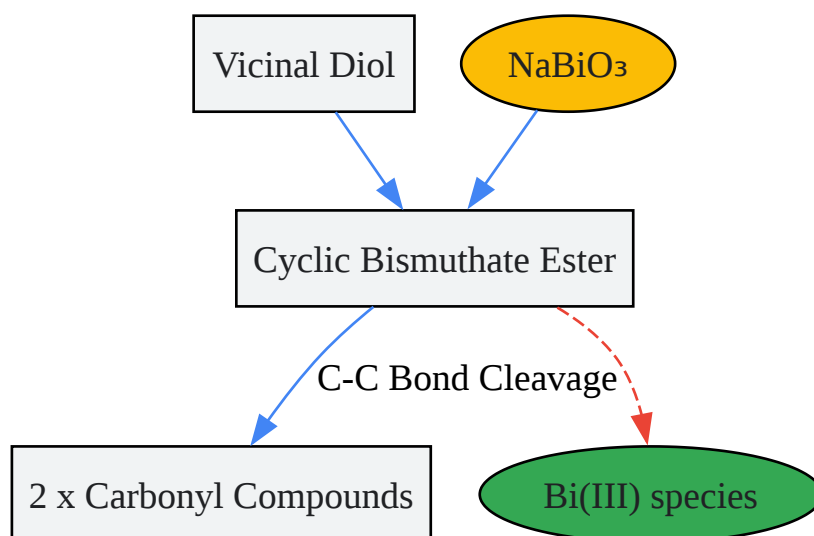 Vicinal Diol
NaBiO₃
Cyclic Bismuthate Ester
C-C Bond Cleavage
2 x Carbonyl Compounds
Bi(III) species